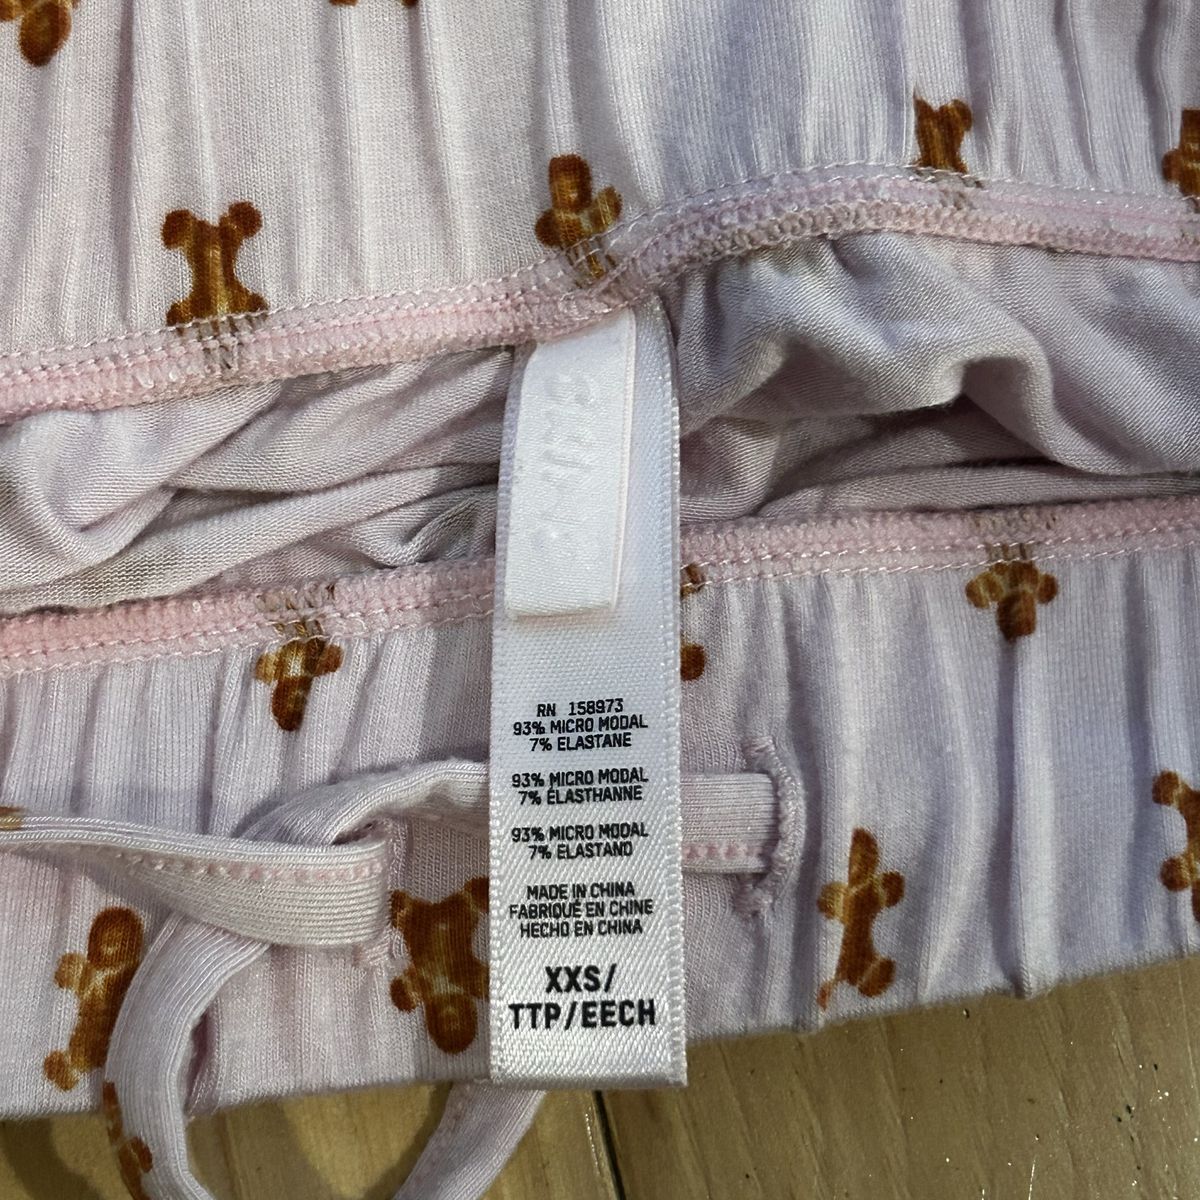 RN 158973
93% MICRO MODAL
7% ELASTANE
93% MICRO MODAL
7% ÉLASTHANNE
93% MICRO MODAL
7% ELASTANO
MADE IN CHINA
FABRIQUÉ EN CHINE
HECHO EN CHINA
XXS/
TTP/EECH